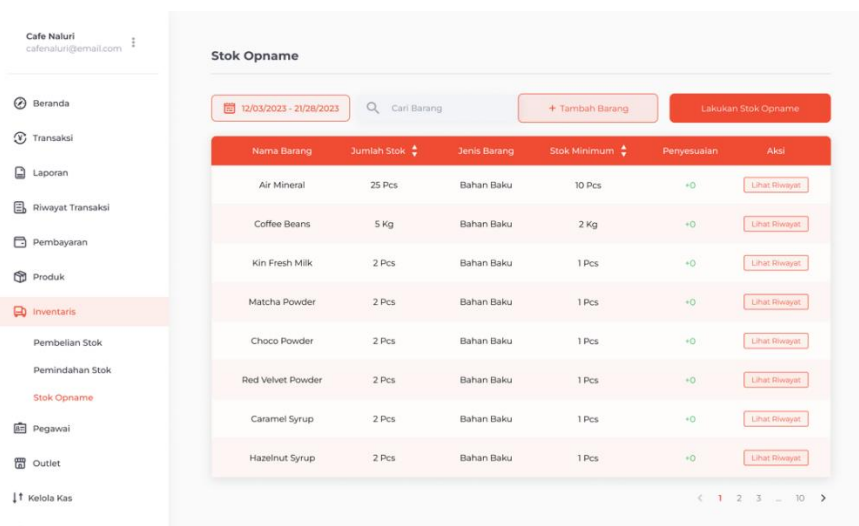 Cafe Naluri
cafenaluri@email.com
Beranda
Transaksi
Laporan
Riwayat Transaksi
Pembayaran
Produk
Inventaris
Pembelian Stok
Pemindahan Stok
Stok Opname
Pegawai
Outlet
Kelola Kas
Stok Opname
12/03/2023 - 21/28/2023
Cari Barang
+ Tambah Barang
Lakukan Stok Opname
Nama Barang Jumlah Stok Jenis Barang Stok Minimum Penyesuaian Aksi
Air Mineral 25 Pcs Bahan Baku 10 Pcs +0 Lihat Riwayat
Coffee Beans 5 Kg Bahan Baku 2 Kg +0 Lihat Riwayat
Kin Fresh Milk 2 Pcs Bahan Baku 1 Pcs +0 Lihat Riwayat
Matcha Powder 2 Pcs Bahan Baku 1 Pcs +0 Lihat Riwayat
Choco Powder 2 Pcs Bahan Baku 1 Pcs +0 Lihat Riwayat
Red Velvet Powder 2 Pcs Bahan Baku 1 Pcs +0 Lihat Riwayat
Caramel Syrup 2 Pcs Bahan Baku 1 Pcs +0 Lihat Riwayat
Hazelnut Syrup 2 Pcs Bahan Baku 1 Pcs +0 Lihat Riwayat
< 1 2 3 ... 10 >